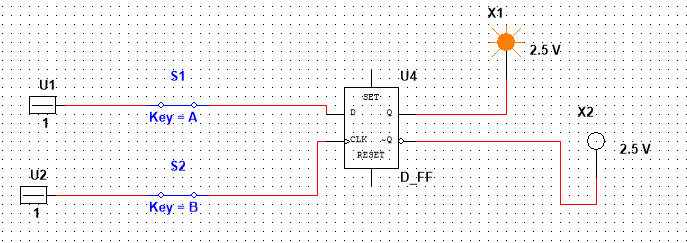 X1
2.5 V
U1
1
S1
Key = A
U4
SET
D Q
CLK ~Q
RESET
D_FF
X2
2.5 V
U2
1
S2
Key = B